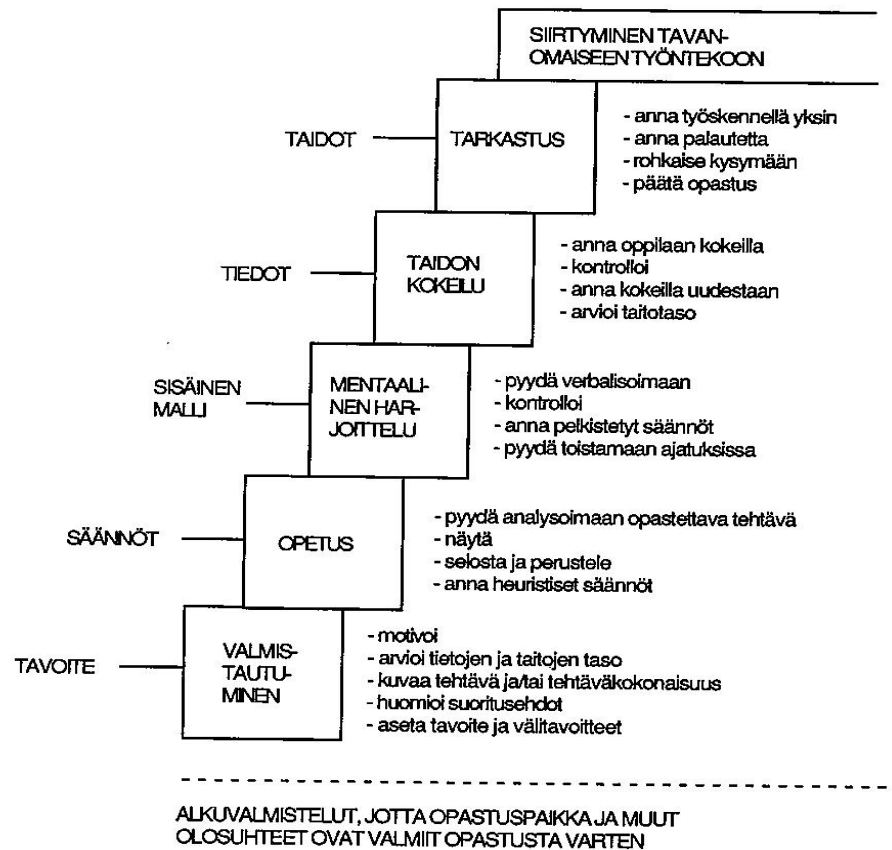 SIIRTYMINEN TAVAN-
OMAISEEN TYÖNTEKOON
TAIDOT
TARKASTUS
- anna työskennellä yksin
- anna palautetta
- rohkaise kysymään
- päätä opastus
TIEDOT
TAIDON
KOKEILU
- anna oppilaan kokeilla
- kontrolloi
- anna kokeilla uudestaan
- arvioi taitotaso
SISÄINEN
MALLI
MENTAALI-
NEN HAR-
JOITTELU
- pyydä verbalisoimaan
- kontrolloi
- anna pelkistetyt säännöt
- pyydä toistamaan ajatuksissa
SÄÄNNÖT
OPETUS
- pyydä analysoimaan opastettava tehtävä
- näytä
- selosta ja perustele
- anna heuristiset säännöt
TAVOITE
VALMIS-
TAUTU-
MINEN
- motivoi
- arvioi tietojen ja taitojen taso
- kuvaa tehtävä ja/tai tehtäväkokonaisuus
- huomioi suoritusehdot
- aseta tavoite ja välitavoitteet
ALKUVALMISTELUT, JOTTA OPASTUSPAIKKA JA MUUT
OLOSUHTEET OVAT VALMIIT OPASTUSTA VARTEN